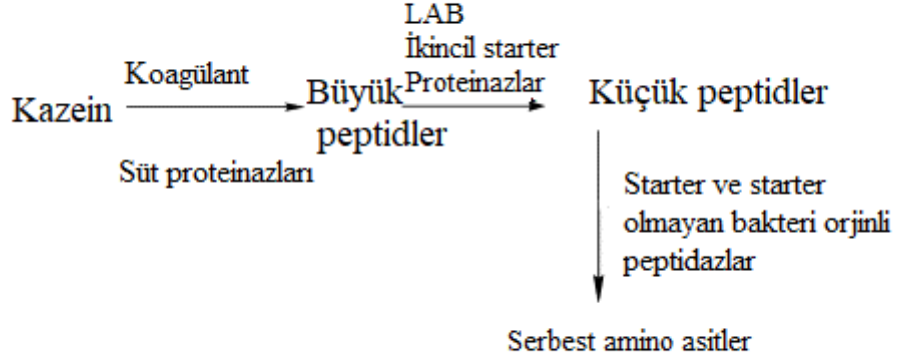 Kazein
Koagülant
Süt proteinazları
Büyük
peptidler
LAB
İkincil starter
Proteinazlar
Küçük peptidler
Starter ve starter
olmayan bakteri orjinli
peptidazlar
Serbest amino asitler